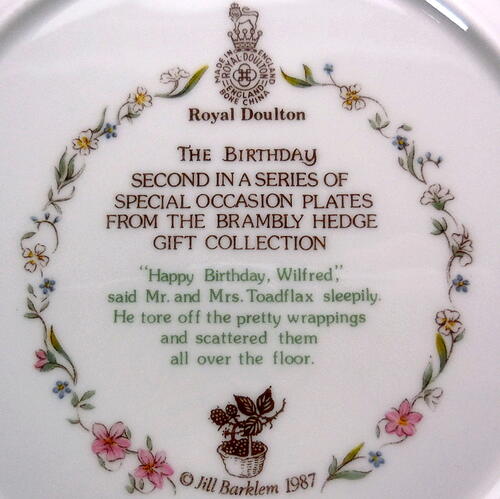 MADE IN ENGLAND
ROYAL DOULTON
ENGLAND
BONE CHINA
Royal Doulton
THE BIRTHDAY
SECOND IN A SERIES OF
SPECIAL OCCASION PLATES
FROM THE BRAMBLY HEDGE
GIFT COLLECTION
"Happy Birthday, Wilfred",
said Mr. and Mrs. Toadflax sleepily.
He tore off the pretty wrappings
and scattered them
all over the floor.
© Jill Barklem 1987